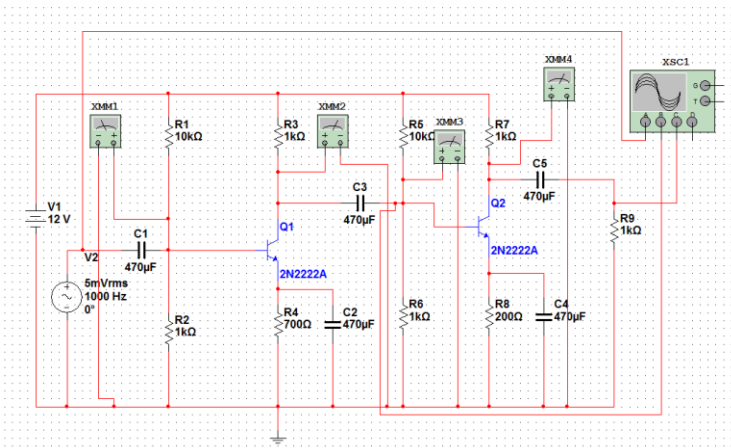 XMM4
XSC1
G
T
A B C D
XMM1
R1
10kΩ
R3
1kΩ
XMM2
R5
10kΩ
XMM3
R7
1kΩ
C5
470µF
V1
12 V
C1
470µF
Q1
2N2222A
C3
470µF
Q2
2N2222A
R9
1kΩ
V2
5mVrms
1000 Hz
0°
R2
1kΩ
R4
700Ω
C2
470µF
R6
1kΩ
R8
200Ω
C4
470µF